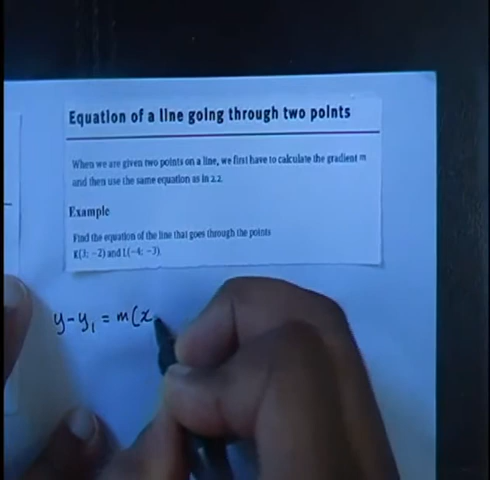 Equation of a line going through two points
When we are given two points on a line, we first have to calculate the gradient m
and then use the same equation as in 2.2.
Example
Find the equation of the line that goes through the points
K(3; −2) and L(−4; −3).
y−y₁ = m(x